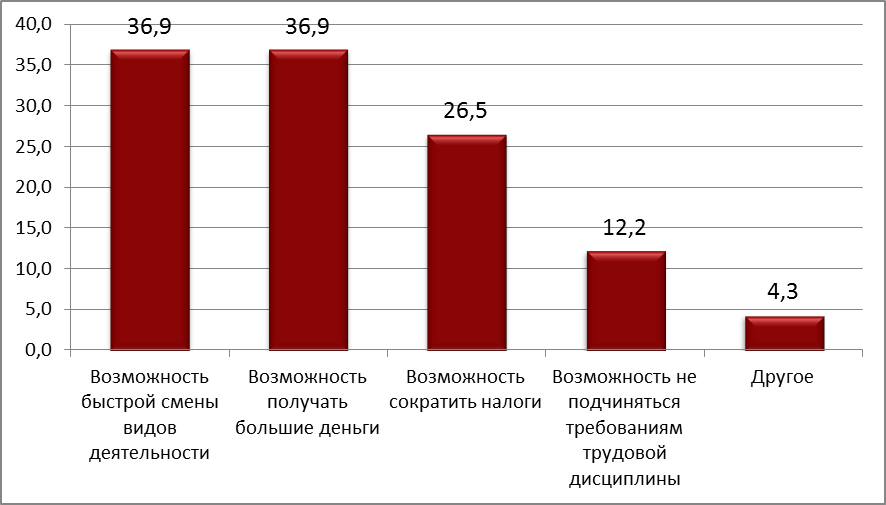 40,0
35,0
30,0
25,0
20,0
15,0
10,0
5,0
0,0
36,9
36,9
26,5
12,2
4,3
Возможность
быстрой смены
видов
деятельности
Возможность
получать
большие деньги
Возможность
сократить налоги
Возможность не
подчиняться
требованиям
трудовой
дисциплины
Другое